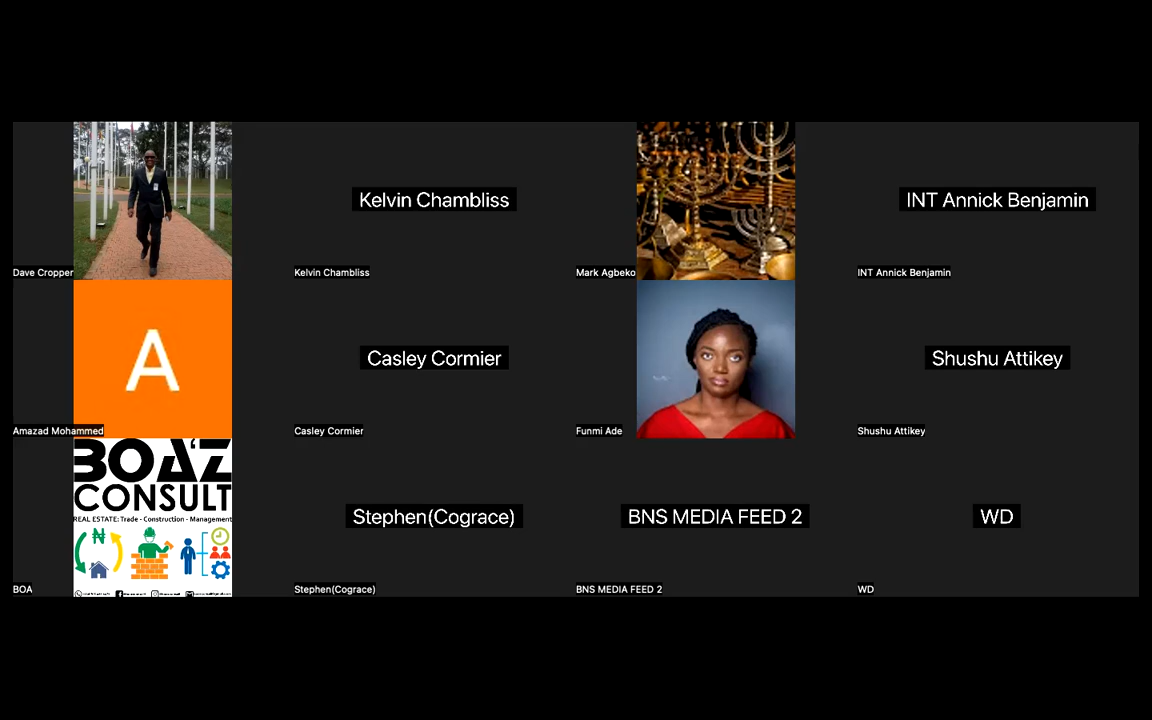 Kelvin Chambliss
INT Annick Benjamin
Dave Cropper
Kelvin Chambliss
Mark Agbeko
INT Annick Benjamin
A
Casley Cormier
Shushu Attikey
Amazad Mohammed
Casley Cormier
Funmi Ade
Shushu Attikey
BOA'Z
CONSULT
REAL ESTATE: Trade - Construction - Management
₦
Stephen(Cograce)
BNS MEDIA FEED 2
WD
BOA
Stephen(Cograce)
BNS MEDIA FEED 2
WD